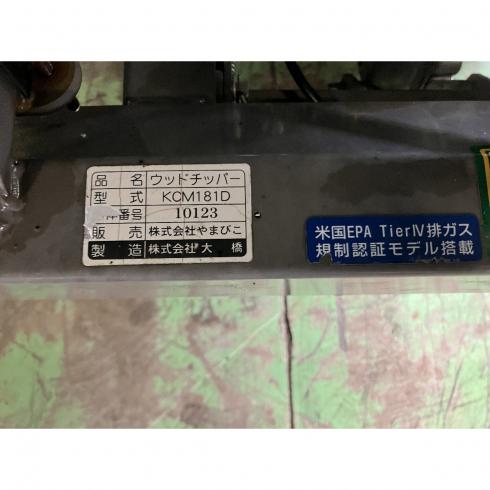 品 名 ウッドチッパー
型 式 KCM181D
番号 10123
販 売 株式会社やまびこ
製 造 株式会社大橋
米国EPA TierⅣ排ガス
規制認証モデル搭載